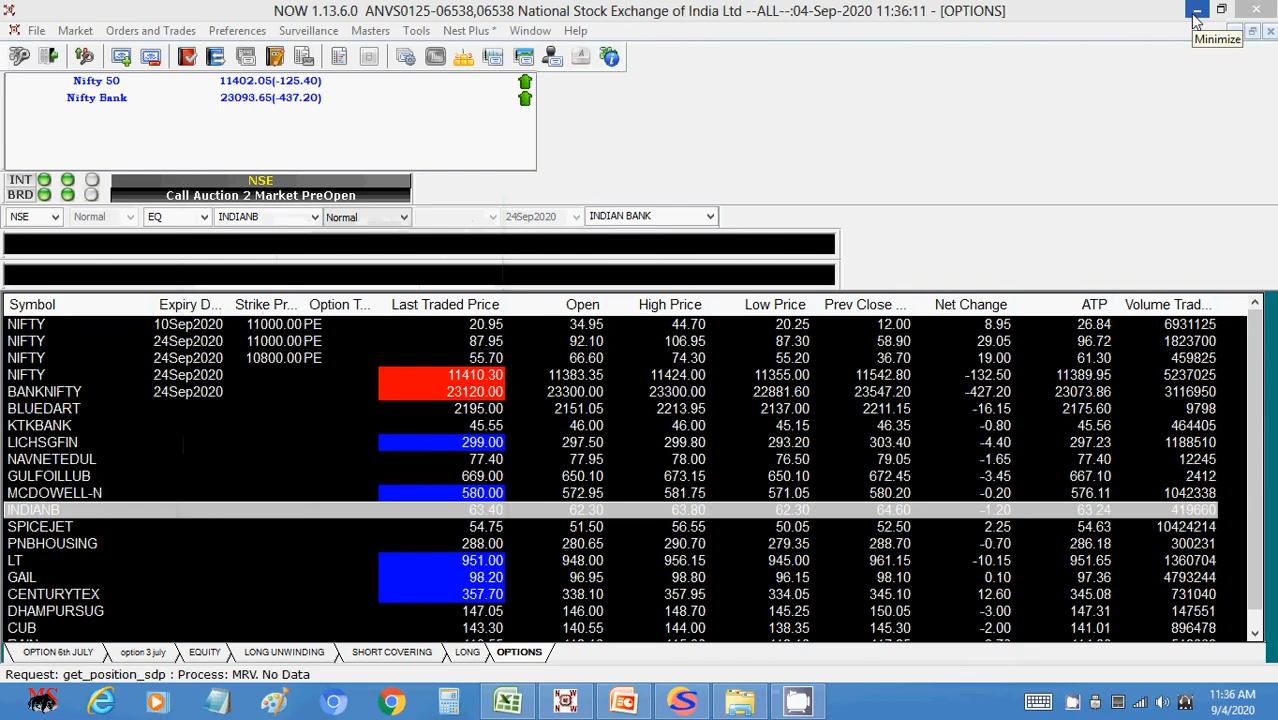 NOW 1.13.6.0 ANVS0125-06538,06538 National Stock Exchange of India Ltd --ALL--:04-Sep-2020 11:36:11 - [OPTIONS]
File Market Orders and Trades Preferences Surveillance Masters Tools Nest Plus Window Help
Minimize
Nifty 50 11402.05(-125.40)
Nifty Bank 23093.65(-437.20)
INT NSE
BRD Call Auction 2 Market PreOpen
NSE Normal EQ INDIANB Normal 24Sep2020 INDIAN BANK
Symbol Expiry D... Strike Pr... Option T... Last Traded Price Open High Price Low Price Prev Close ... Net Change ATP Volume Trad...
NIFTY 10Sep2020 11000.00 PE 20.95 34.95 44.70 20.25 12.00 8.95 26.84 6931125
NIFTY 24Sep2020 11000.00 PE 87.95 92.10 106.95 87.30 58.90 29.05 96.72 1823700
NIFTY 24Sep2020 10800.00 PE 55.70 66.60 74.30 55.20 36.70 19.00 61.30 459825
NIFTY 24Sep2020 11410.30 11383.35 11424.00 11355.00 11542.80 -132.50 11389.95 5237025
BANKNIFTY 24Sep2020 23120.00 23300.00 23300.00 22881.60 23547.20 -427.20 23073.86 3116950
BLUEDART 2195.00 2151.05 2213.95 2137.00 2211.15 -16.15 2175.60 9798
KTKBANK 45.55 46.00 46.00 45.15 46.35 -0.80 45.56 464405
LICHSGFIN 299.00 297.50 299.80 293.20 303.40 -4.40 297.23 1188510
NAVNETEDUL 77.40 77.95 78.00 76.50 79.05 -1.65 77.40 12245
GULFOILLUB 669.00 650.10 673.15 650.10 672.45 -3.45 667.10 2412
MCDOWELL-N 580.00 572.95 581.75 571.05 580.20 -0.20 576.11 1042338
INDIANB 63.40 62.30 63.80 62.30 64.60 -1.20 63.24 419660
SPICEJET 54.75 51.50 56.55 50.05 52.50 2.25 54.63 10424214
PNBHOUSING 288.00 280.65 290.70 279.35 288.70 -0.70 286.18 300231
LT 951.00 948.00 956.15 945.00 961.15 -10.15 951.65 1360704
GAIL 98.20 96.95 98.80 96.15 98.10 0.10 97.36 4793244
CENTURYTEX 357.70 338.10 357.95 334.05 345.10 12.60 345.08 731040
DHAMPURSUG 147.05 146.00 148.70 145.25 150.05 -3.00 147.31 147551
CUB 143.30 140.55 144.00 138.35 145.30 -2.00 141.01 896478
OPTION 6th JULY option 3 july EQUITY LONG UNWINDING SHORT COVERING LONG OPTIONS
Request: get_position_sdp : Process: MRV. No Data
11:36 AM
9/4/2020